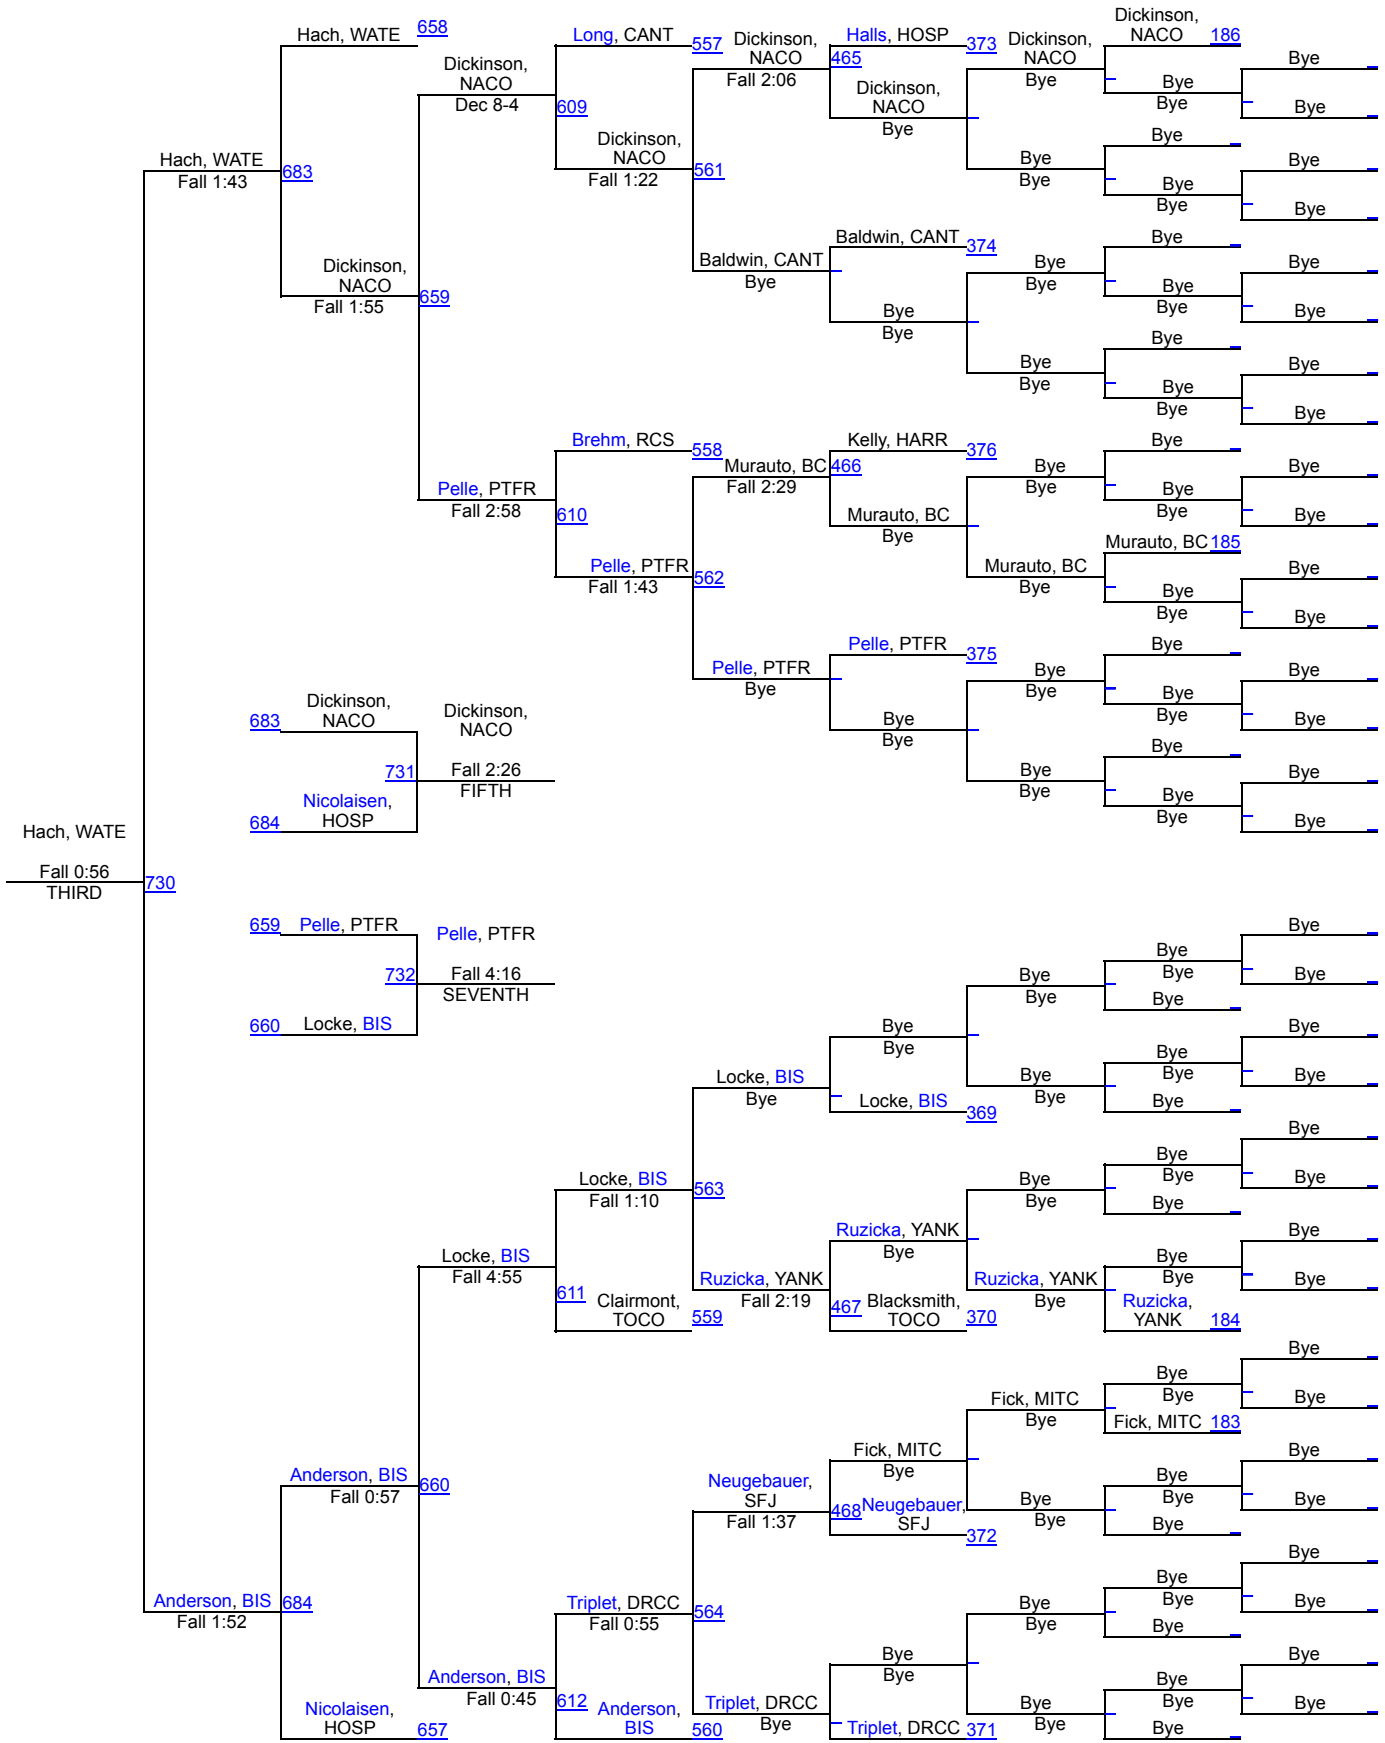 Dickinson,
Hach, WATE 658 Long, CANT 557 Dickinson, Halls, HOSP 373 Dickinson, NACO 186
Dickinson, NACO 465 NACO Bye
NACO Fall 2:06 Dickinson, Bye Bye
Dec 8-4 609 NACO Bye Bye
Dickinson, Bye Bye
Hach, WATE 683 NACO 561 Bye Bye
Fall 1:43 Fall 1:22 Bye Bye
Bye Bye
Baldwin, CANT 374 Bye
Dickinson, Baldwin, CANT Bye Bye
NACO 659 Bye Bye Bye
Fall 1:55 Bye Bye Bye
Bye
Bye
Bye Bye
Bye Bye
Bye Bye
Brehm, RCS 558 Kelly, HARR 376 Bye
Murauto, BC 466 Bye Bye
Pelle, PTFR Fall 2:29 Bye Bye
Fall 2:58 610 Murauto, BC Bye Bye
Bye Murauto, BC 185
Pelle, PTFR 562 Murauto, BC Bye
Fall 1:43 Bye Bye
Bye Bye
Pelle, PTFR 375 Bye
Pelle, PTFR Bye Bye
Bye Bye Bye
Dickinson, Dickinson, Bye Bye Bye
683 NACO NACO Bye
Bye
731 Fall 2:26 Bye Bye
FIFTH Bye Bye
Nicolaisen, Bye Bye
684 HOSP
Hach, WATE
Fall 0:56 730
THIRD
659 Pelle, PTFR Pelle, PTFR Bye
Bye
732 Fall 4:16 Bye Bye Bye
SEVENTH Bye Bye
660 Locke, BIS Bye Bye
Bye Bye
Locke, BIS Bye Bye Bye
Bye Locke, BIS 369 Bye Bye
Bye
Bye
Locke, BIS 563 Bye Bye Bye
Fall 1:10 Bye Bye
Ruzicka, YANK Bye
Locke, BIS Bye Bye
Fall 4:55 Ruzicka, YANK Ruzicka, YANK Bye Bye
611 Clairmont, Fall 2:19 467 Blacksmith, Bye Ruzicka,
TOCO 559 TOCO 370 YANK 184
Bye
Bye
Fick, MITC Bye Bye
Bye Fick, MITC 183
Fick, MITC Bye
Anderson, BIS 660 Neugebauer, Bye Bye
Fall 0:57 SFJ Bye Bye Bye
Fall 1:37 468 Neugebauer, Bye Bye
SFJ 372
Bye
Bye
Anderson, BIS 684 Triplet, DRCC 564 Bye Bye Bye
Fall 1:52 Fall 0:55 Bye Bye
Bye Bye
Anderson, BIS Bye Bye
Fall 0:45 Triplet, DRCC Bye Bye Bye
Nicolaisen, 612 Anderson, Bye Bye
HOSP 657 BIS 560 Triplet, DRCC 371 Bye